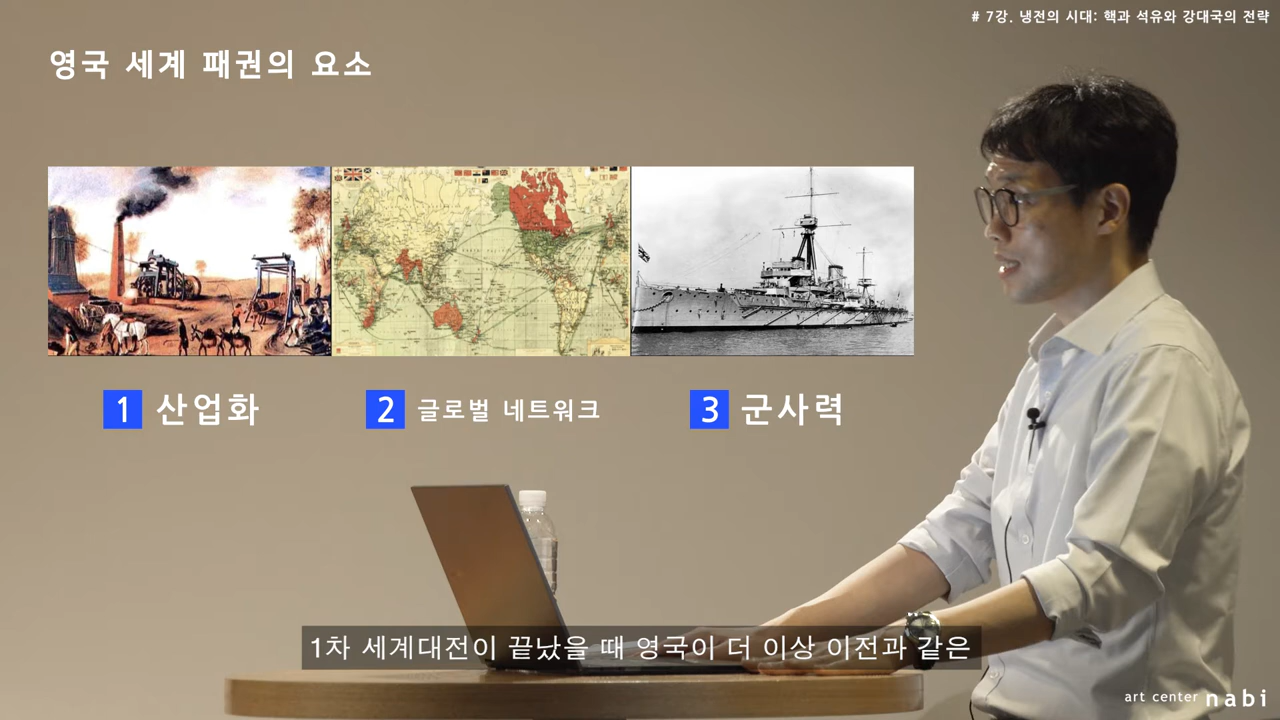 # 7강. 냉전의 시대: 핵과 석유와 강대국의 전략
영국 세계 패권의 요소
1 산업화
2 글로벌 네트워크
3 군사력
1차 세계대전이 끝났을 때 영국이 더 이상 이전과 같은
art center nabi